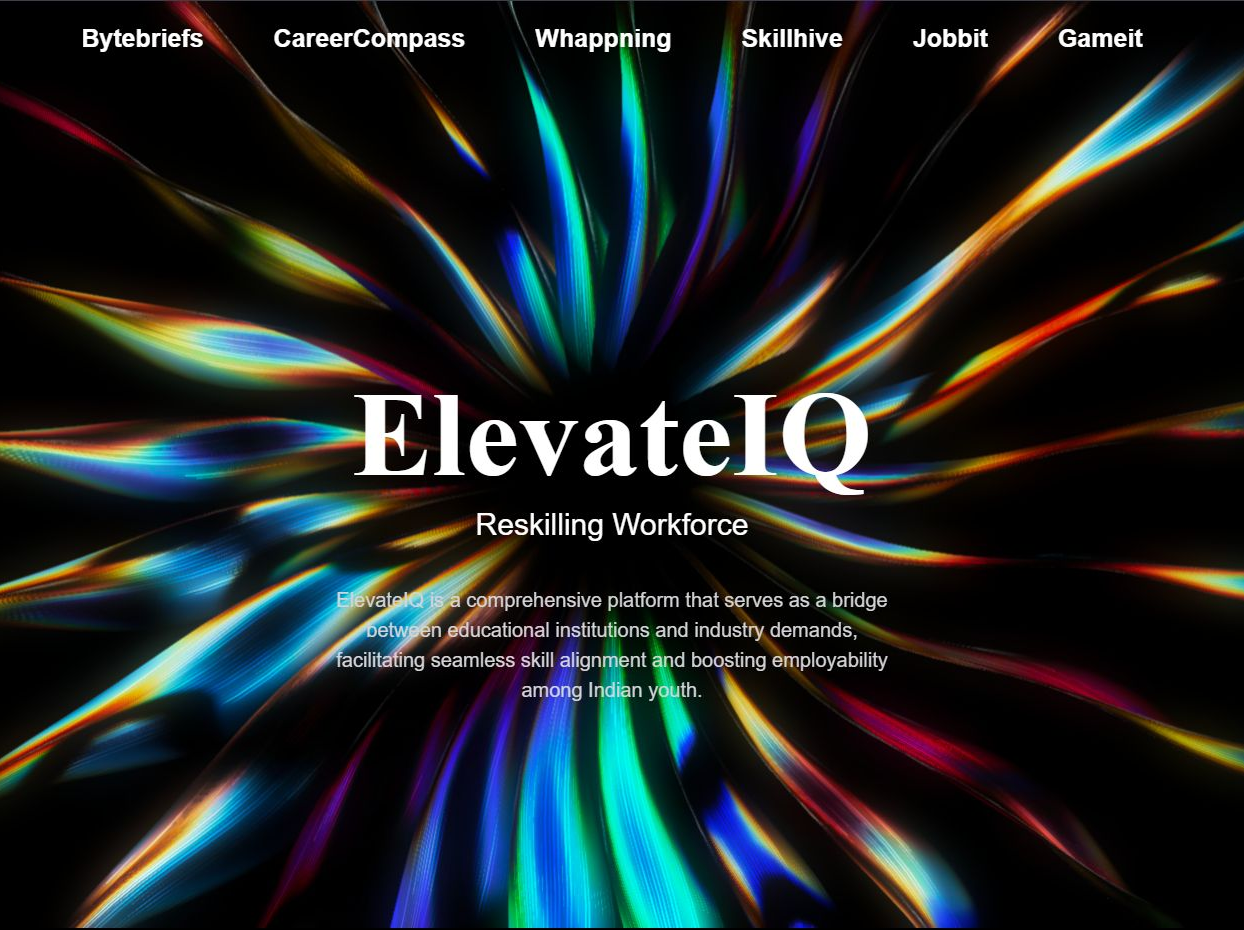 Bytebriefs CareerCompass Whappning Skillhive Jobbit Gameit
ElevateIQ
Reskilling Workforce
ElevateIQ is a comprehensive platform that serves as a bridge
between educational institutions and industry demands,
facilitating seamless skill alignment and boosting employability
among Indian youth.